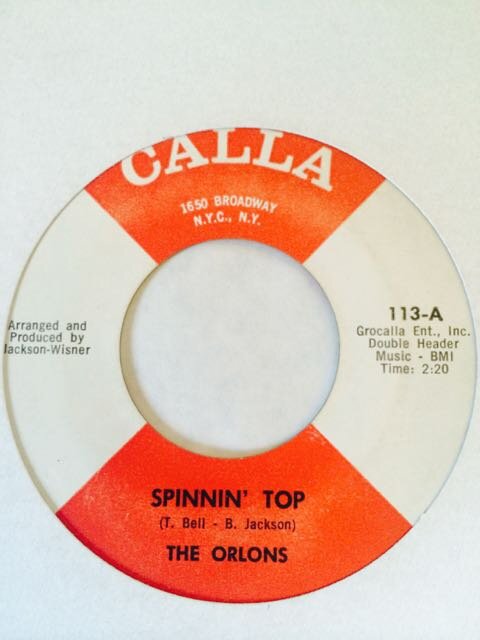 CALLA
1650 BROADWAY
N.Y.C., N.Y.
Arranged and
Produced by
Jackson-Wisner
113-A
Grocalla Ent., Inc.
Double Header
Music - BMI
Time: 2:20
SPINNIN' TOP
(T. Bell - B. Jackson)
THE ORLONS